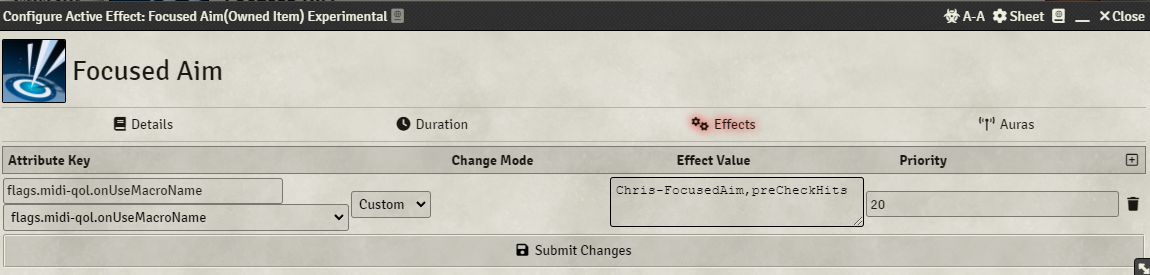 Configure Active Effect: Focused Aim(Owned Item) Experimental A-A Sheet Close
Focused Aim
Details Duration Effects Auras
Attribute Key Change Mode Effect Value Priority
flags.midi-qol.onUseMacroName
flags.midi-qol.onUseMacroName Custom Chris-FocusedAim,preCheckHits 20
Submit Changes